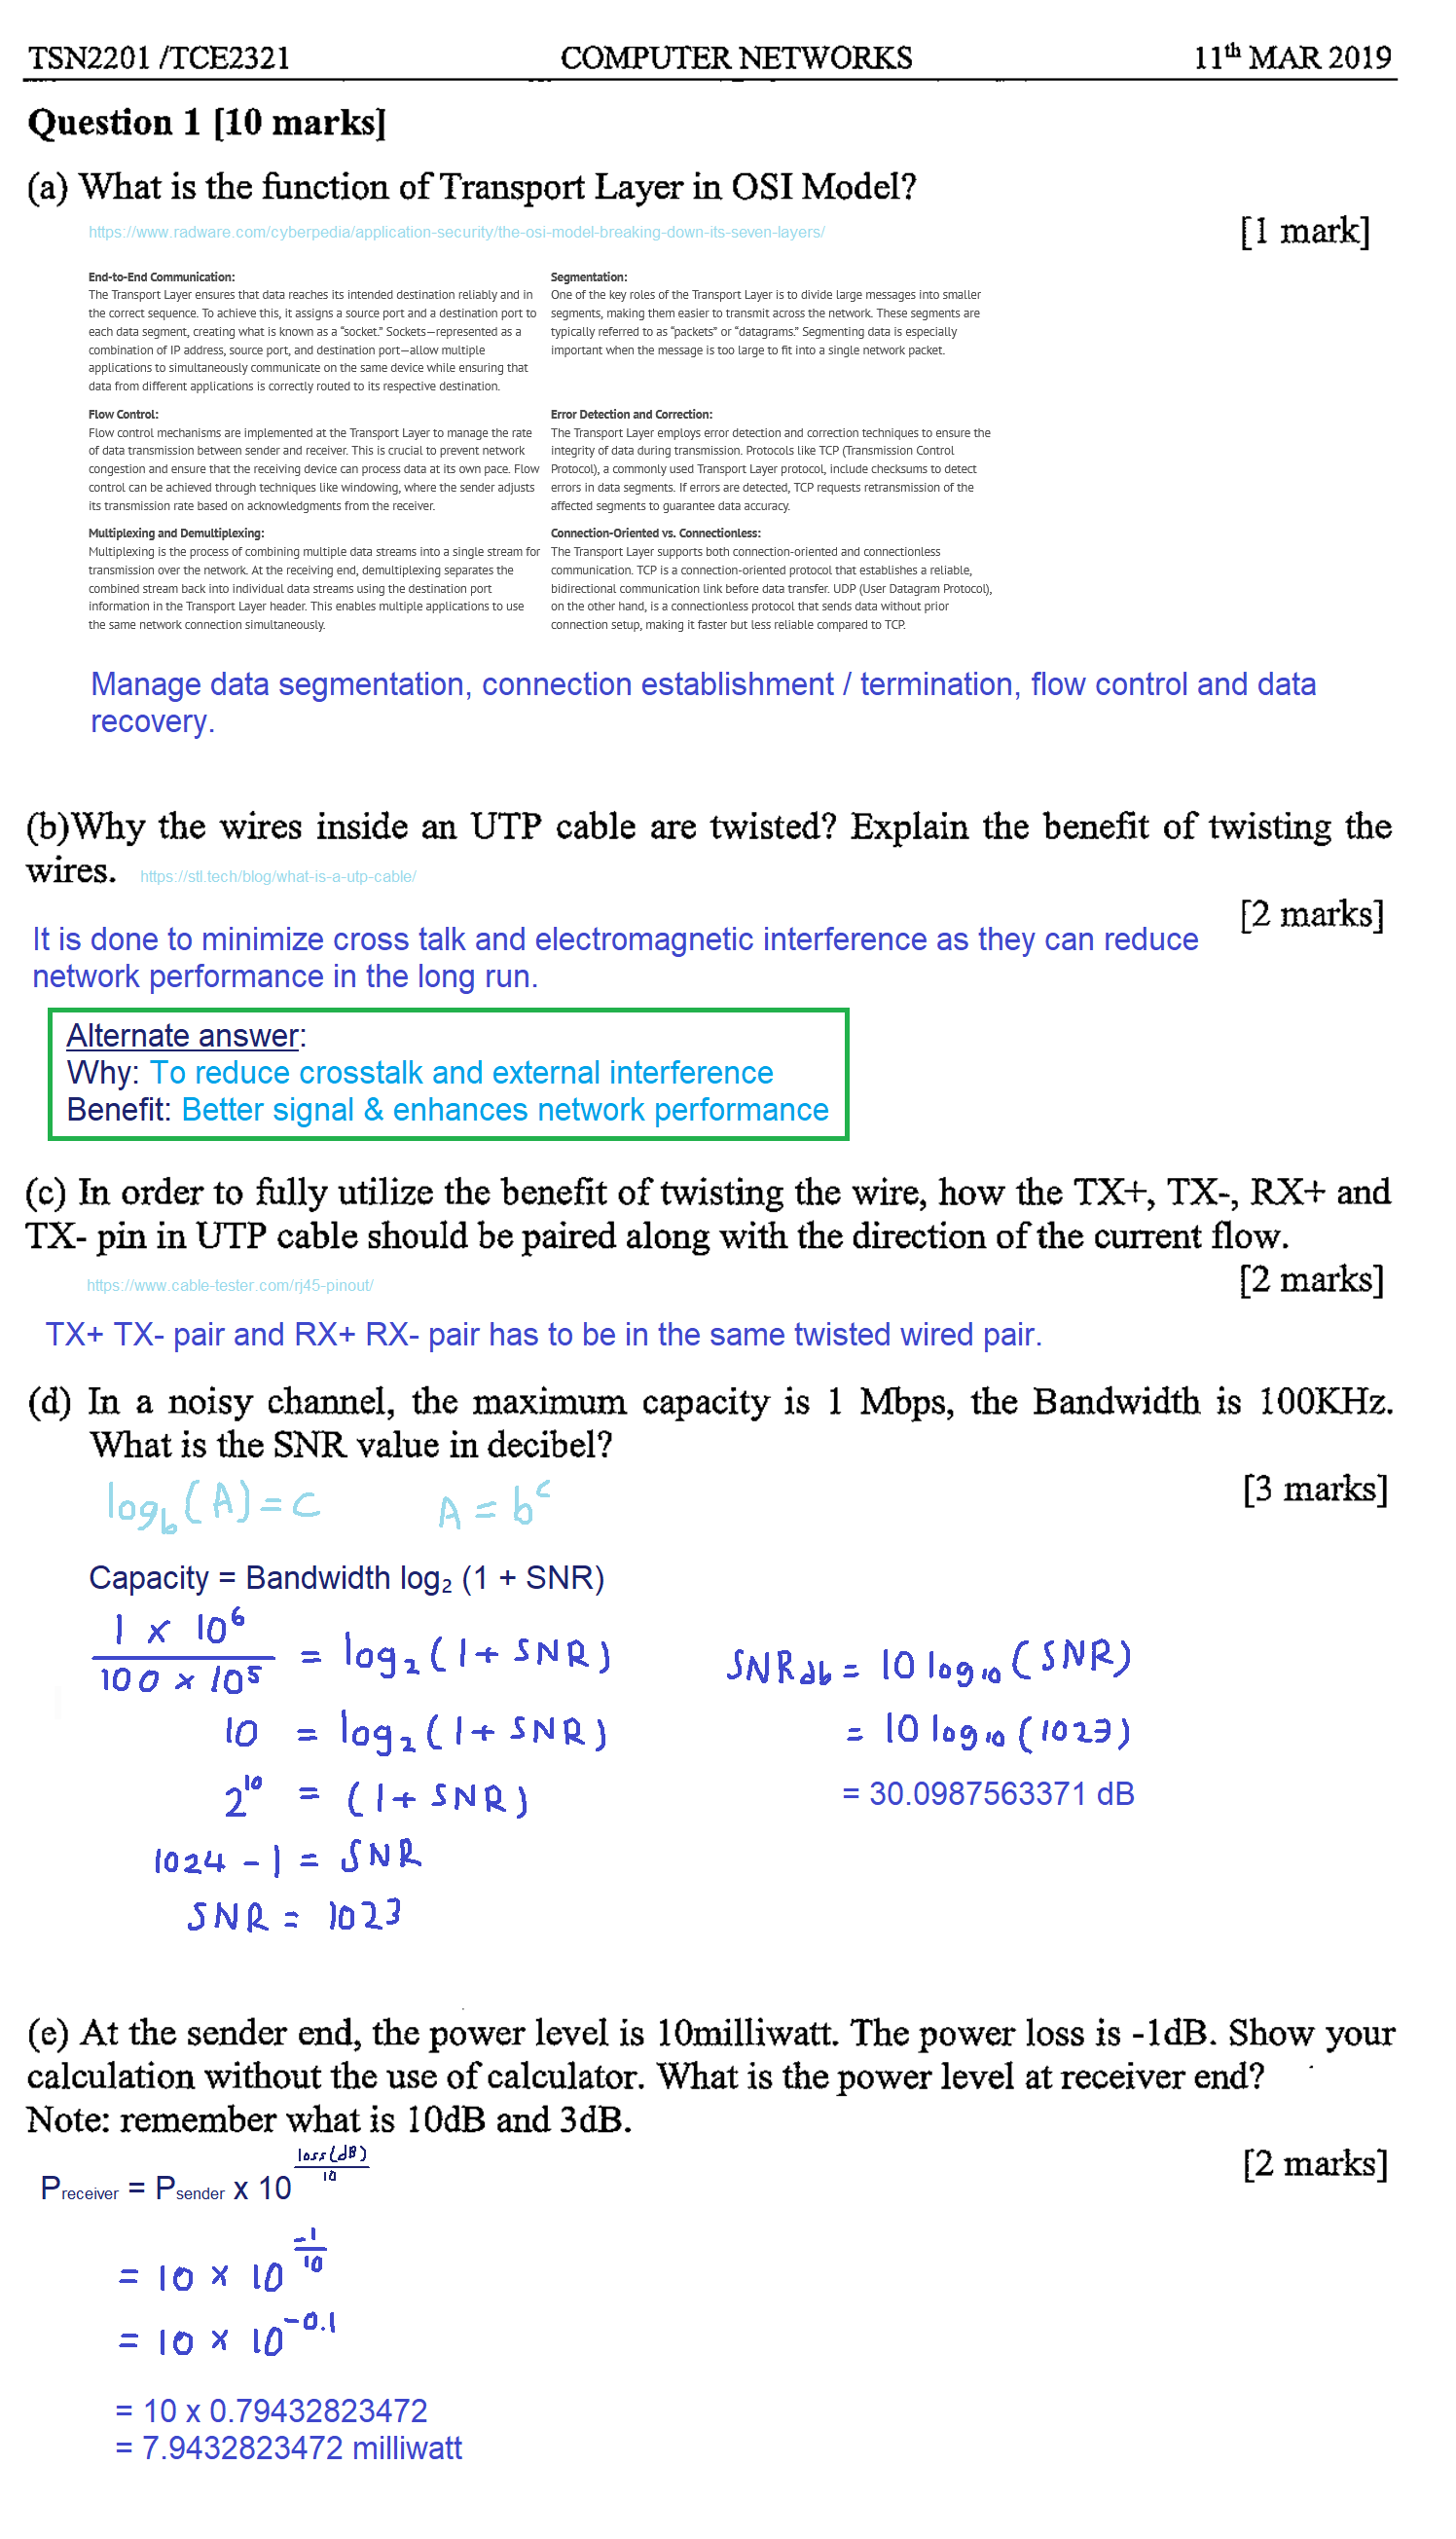 TSN2201 /TCE2321 COMPUTER NETWORKS 11th MAR 2019
Question 1 [10 marks]
(a) What is the function of Transport Layer in OSI Model?
https://www.radware.com/cyberpedia/application-security/the-osi-model-breaking-down-its-seven-layers/
[1 mark]
End-to-End Communication:
The Transport Layer ensures that data reaches its intended destination reliably and in
the correct sequence. To achieve this, it assigns a source port and a destination port to
each data segment, creating what is known as a “socket.” Sockets—represented as a
combination of IP address, source port, and destination port—allow multiple
applications to simultaneously communicate on the same device while ensuring that
data from different applications is correctly routed to its respective destination.
Segmentation:
One of the key roles of the Transport Layer is to divide large messages into smaller
segments, making them easier to transmit across the network. These segments are
typically referred to as “packets” or “datagrams.” Segmenting data is especially
important when the message is too large to fit into a single network packet.
Flow Control:
Flow control mechanisms are implemented at the Transport Layer to manage the rate
of data transmission between sender and receiver. This is crucial to prevent network
congestion and ensure that the receiving device can process data at its own pace. Flow
control can be achieved through techniques like windowing, where the sender adjusts
its transmission rate based on acknowledgments from the receiver.
Error Detection and Correction:
The Transport Layer employs error detection and correction techniques to ensure the
integrity of data during transmission. Protocols like TCP (Transmission Control
Protocol), a commonly used Transport Layer protocol, include checksums to detect
errors in data segments. If errors are detected, TCP requests retransmission of the
affected segments to guarantee data accuracy.
Multiplexing and Demultiplexing:
Multiplexing is the process of combining multiple data streams into a single stream for
transmission over the network. At the receiving end, demultiplexing separates the
combined stream back into individual data streams using the destination port
information in the Transport Layer header. This enables multiple applications to use
the same network connection simultaneously.
Connection-Oriented vs. Connectionless:
The Transport Layer supports both connection-oriented and connectionless
communication. TCP is a connection-oriented protocol that establishes a reliable,
bidirectional communication link before data transfer. UDP (User Datagram Protocol),
on the other hand, is a connectionless protocol that sends data without prior
connection setup, making it faster but less reliable compared to TCP.
Manage data segmentation, connection establishment / termination, flow control and data
recovery.
(b)Why the wires inside an UTP cable are twisted? Explain the benefit of twisting the
wires. https://stl.tech/blog/what-is-a-utp-cable/
[2 marks]
It is done to minimize cross talk and electromagnetic interference as they can reduce
network performance in the long run.
Alternate answer:
Why: To reduce crosstalk and external interference
Benefit: Better signal & enhances network performance
(c) In order to fully utilize the benefit of twisting the wire, how the TX+, TX-, RX+ and
TX- pin in UTP cable should be paired along with the direction of the current flow.
https://www.cable-tester.com/rj45-pinout/
[2 marks]
TX+ TX- pair and RX+ RX- pair has to be in the same twisted wired pair.
(d) In a noisy channel, the maximum capacity is 1 Mbps, the Bandwidth is 100KHz.
What is the SNR value in decibel?
[3 marks]
log_b (A) = c A = b^c
Capacity = Bandwidth log₂ (1 + SNR)
1 x 10^6 / 100 x 10^5 = log₂ (1 + SNR)
10 = log₂ (1 + SNR)
2^10 = (1 + SNR)
1024 - 1 = SNR
SNR = 1023
SNR db = 10 log₁₀ (SNR)
= 10 log₁₀ (1023)
= 30.0987563371 dB
(e) At the sender end, the power level is 10milliwatt. The power loss is -1dB. Show your
calculation without the use of calculator. What is the power level at receiver end?
Note: remember what is 10dB and 3dB.
[2 marks]
Preceiver = Psender x 10^(loss(dB)/10)
= 10 x 10^(-1/10)
= 10 x 10^-0.1
= 10 x 0.79432823472
= 7.9432823472 milliwatt